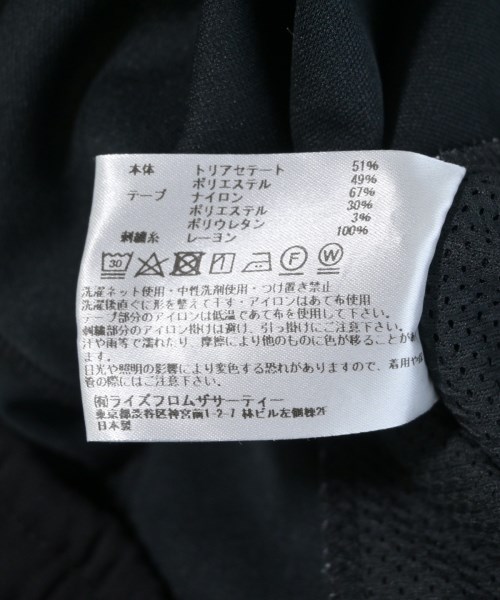 本体 トリアセテート 51%
ポリエステル 49%
テープ ナイロン 67%
ポリエステル 30%
ポリウレタン 3%
刺繍糸 レーヨン 100%
30 F W
洗濯ネット使用・中性洗剤使用・つけ置き禁止
洗濯後直ぐに形を整えて干す・アイロンはあて布使用
テープ部分のアイロンは低温であて布を使用して下さい。
刺繍部分のアイロン掛けは避け、引っ掛けにご注意下さい。
汗や雨等で濡れたり、摩擦により他のものに色が移ることが
ます。
日光や照明の影響により変色する恐れがありますので、着用や保
管の際にはご注意下さい。
(有)ライズフロムザサーティー
東京都渋谷区神宮前1-2-7 林ビル左側棟2F
日本製